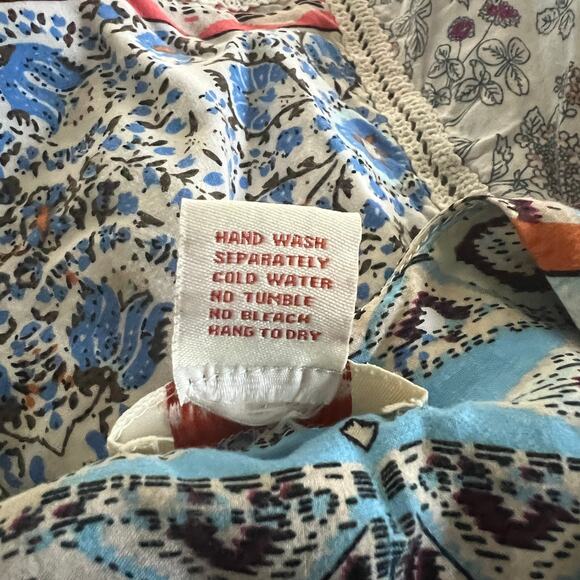 HAND WASH
SEPARATELY
COLD WATER
NO TUMBLE
NO BLEACH
HANG TO DRY